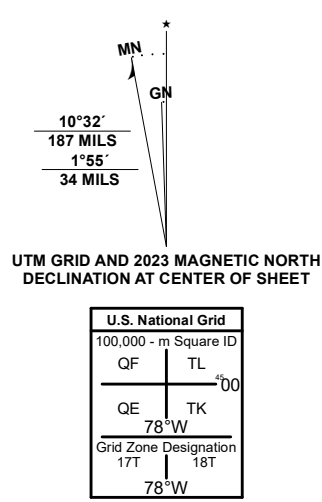 ★
MN
GN
10°32´
187 MILS
1°55´
34 MILS
UTM GRID AND 2023 MAGNETIC NORTH
DECLINATION AT CENTER OF SHEET
U.S. National Grid
100,000 - m Square ID
QF TL
4500
QE TK
78°W
Grid Zone Designation
17T 18T
78°W